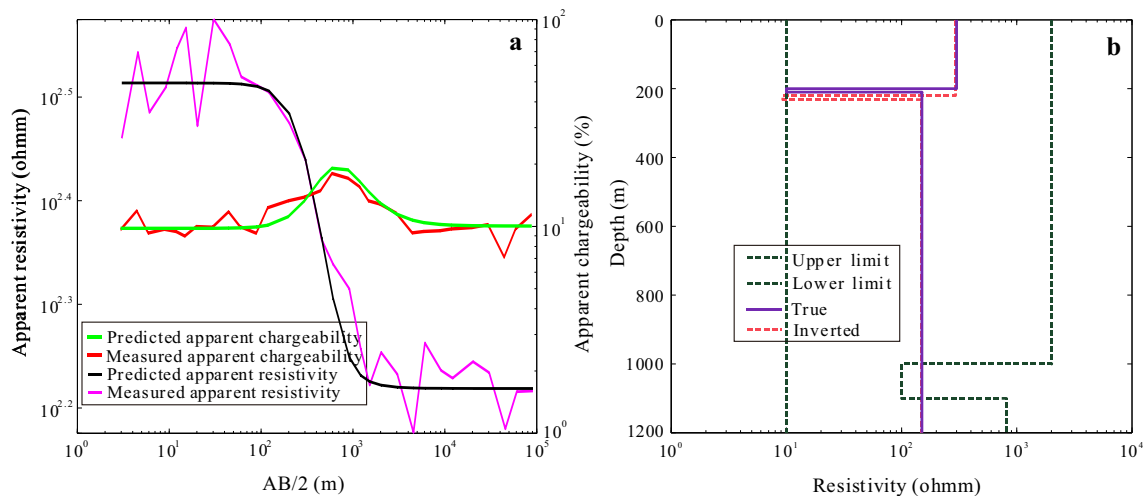 a
10^2.5
10^2.4
10^2.3
10^2.2
Apparent resistivity (ohmm)
10^2
10^1
10^0
Apparent chargeability (%)
Predicted apparent chargeability
Measured apparent chargeability
Predicted apparent resistivity
Measured apparent resistivity
10^0 10^1 10^2 10^3 10^4 10^5
AB/2 (m)
b
0
200
400
600
800
1000
1200
Depth (m)
Upper limit
Lower limit
True
Inverted
10^0 10^1 10^2 10^3 10^4
Resistivity (ohmm)